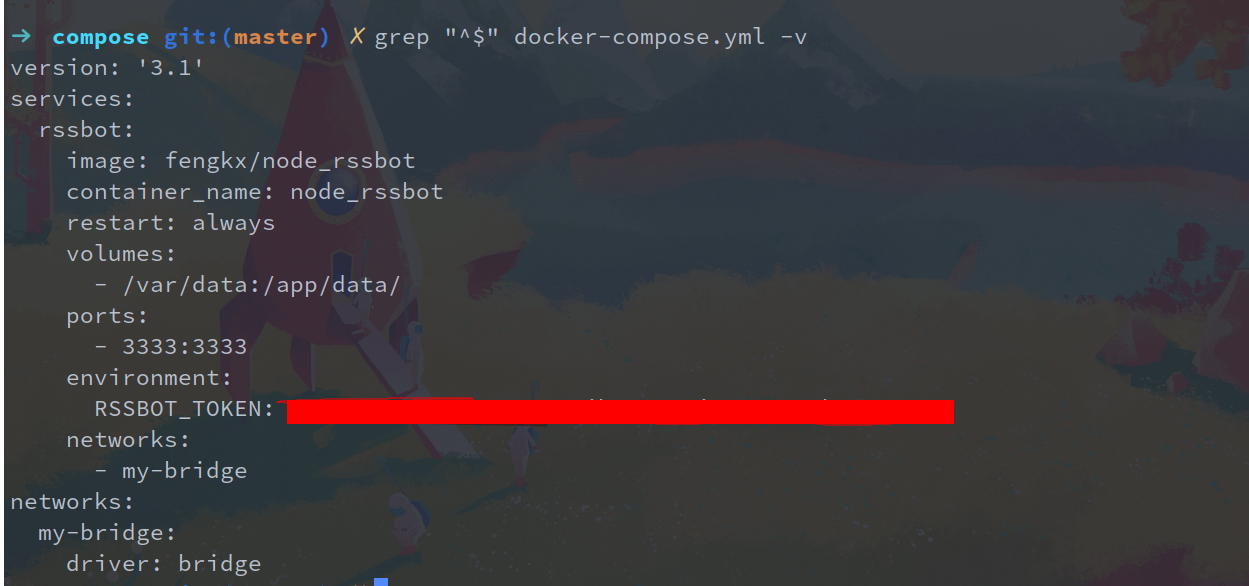 → compose git:(master) ✗ grep "^$" docker-compose.yml -v
version: '3.1'
services:
  rssbot:
    image: fengkx/node_rssbot
    container_name: node_rssbot
    restart: always
    volumes:
      - /var/data:/app/data/
    ports:
      - 3333:3333
    environment:
      RSSBOT_TOKEN:
    networks:
      - my-bridge
networks:
  my-bridge:
    driver: bridge